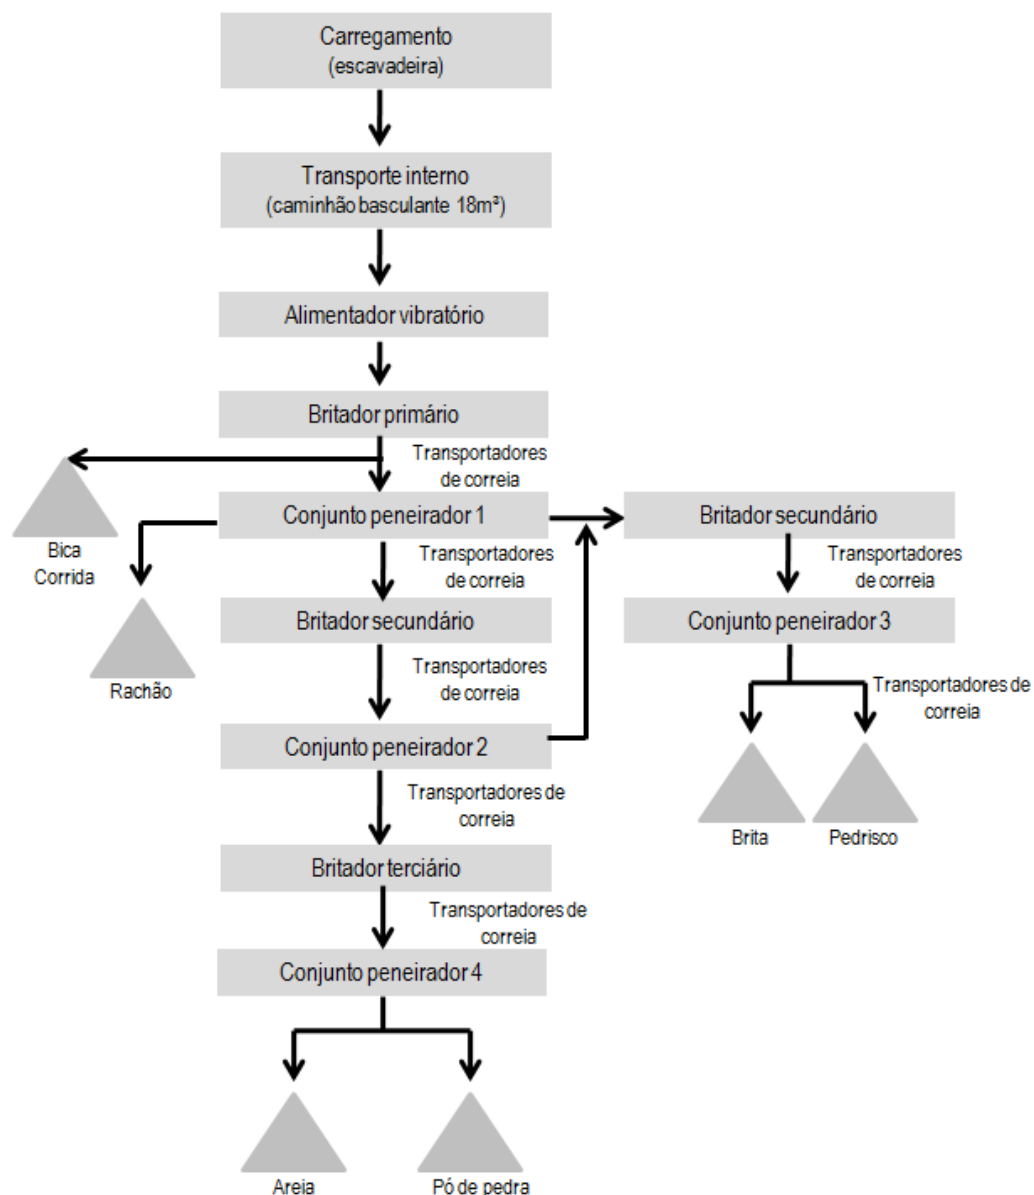 Carregamento
(escavadeira)
Transporte interno
(caminhão basculante 18m²)
Alimentador vibratório
Britador primário
Transportadores
de correia
Conjunto peneirador 1
Britador secundário
Bica
Corrida
Transportadores
de correia
Transportadores
de correia
Britador secundário
Conjunto peneirador 3
Rachão
Transportadores
de correia
Transportadores de
correia
Conjunto peneirador 2
Transportadores de
correia
Brita
Pedrisco
Britador terciário
Transportadores de
correia
Conjunto peneirador 4
Areia
Pó de pedra